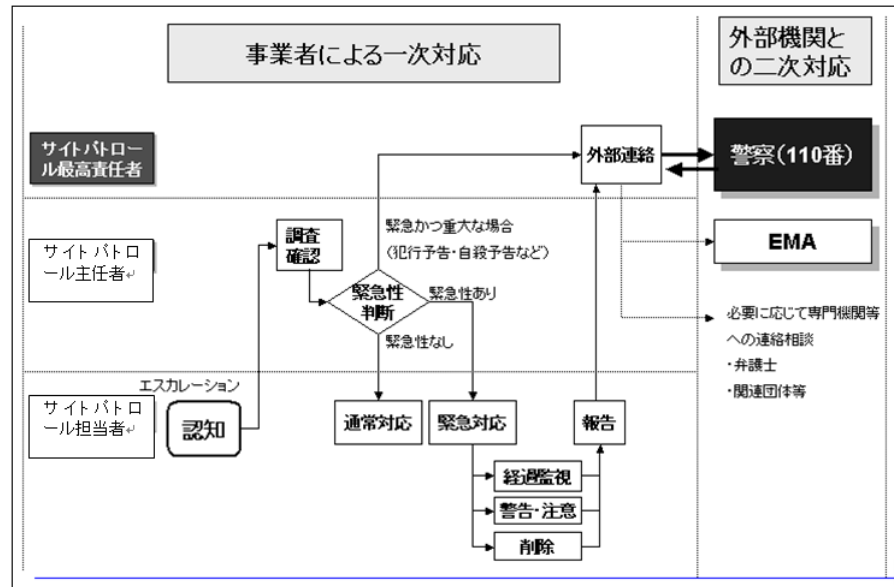 事業者による一次対応
外部機関と
の二次対応
サイトパトロー
ル最高責任者
外部連絡
警察(110番)
サイトパトロ
ール主任者
調査
確認
緊急かつ重大な場合
(犯行予告・自殺予告など)
EMA
緊急性
判断
緊急性あり
緊急性なし
必要に応じて専門機関等
への連絡相談
・弁護士
・関連団体等
エスカレーション
サイトパトロ
ール担当者
認知
通常対応
緊急対応
報告
経過監視
警告・注意
削除